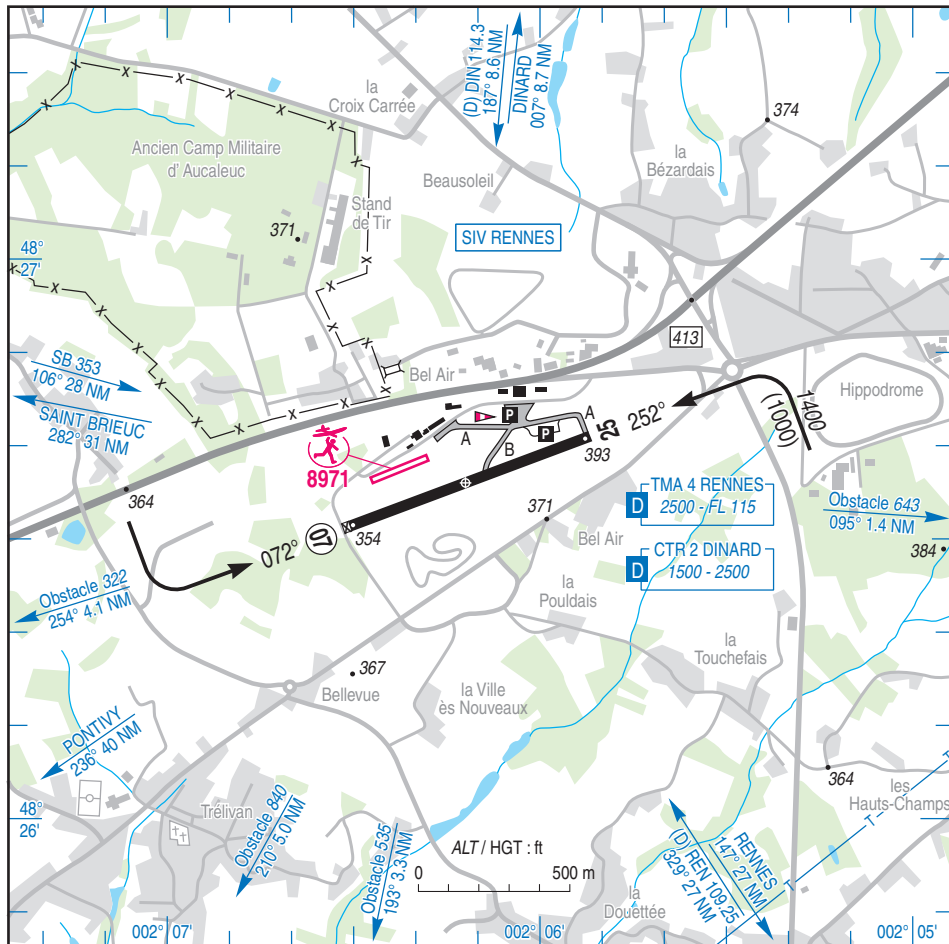 (D) DIN 114.3
187° 8.6 NM
DINARD
007° 8.7 NM
374
la
Croix Carrée
Ancien Camp Militaire
d' Aucaleuc
la
Bézardais
Beausoleil
Stand
de Tir
371
SIV RENNES
48°
27'
413
SB 353
106° 28 NM
SAINT BRIEUC
282° 31 NM
Bel Air
Hippodrome
1400
(1000)
P
A
252°
25
A
P
B
393
8971
364
TMA 4 RENNES
D
2500 - FL 115
371
Obstacle 643
095° 1.4 NM
072°
07
354
Bel Air
CTR 2 DINARD
D
1500 - 2500
384
Obstacle 322
254° 4.1 NM
la
Pouldais
la
Touchefais
367
Bellevue
la Ville
ès Nouveaux
PONTIVY
236° 40 NM
364
les
Hauts-Champs
48°
26'
Trélivan
Obstacle 840
210° 5.0 NM
Obstacle 535
193° 3.3 NM
ALT / HGT : ft
0
500 m
RENNES
147° 27 NM
(D) REN 109.25
329° 27 NM
la
Douettée
002° 07'
002° 06'
002° 05'
X X X X X X X X X X X X X X X X X X X
T T T